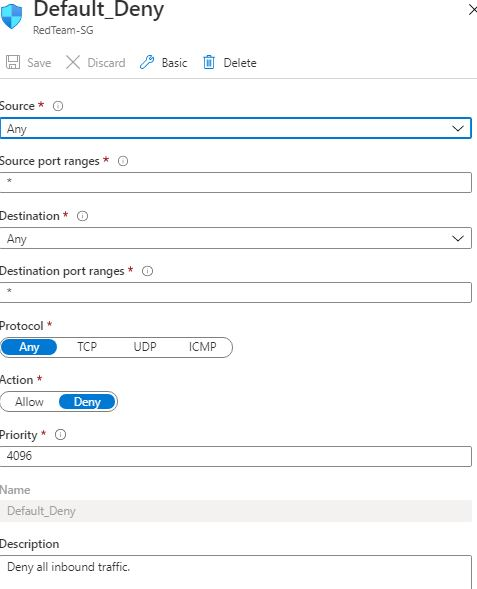 Default_Deny
RedTeam-SG
Save Discard Basic Delete
Source *
Any
Source port ranges *
*
Destination *
Any
Destination port ranges *
*
Protocol *
Any TCP UDP ICMP
Action *
Allow Deny
Priority *
4096
Name
Default_Deny
Description
Deny all inbound traffic.